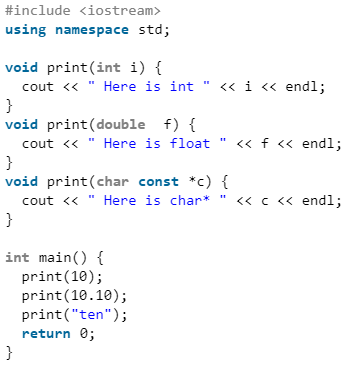 #include <iostream>
using namespace std;

void print(int i) {
  cout << " Here is int " << i << endl;
}
void print(double  f) {
  cout << " Here is float " << f << endl;
}
void print(char const *c) {
  cout << " Here is char* " << c << endl;
}

int main() {
  print(10);
  print(10.10);
  print("ten");
  return 0;
}